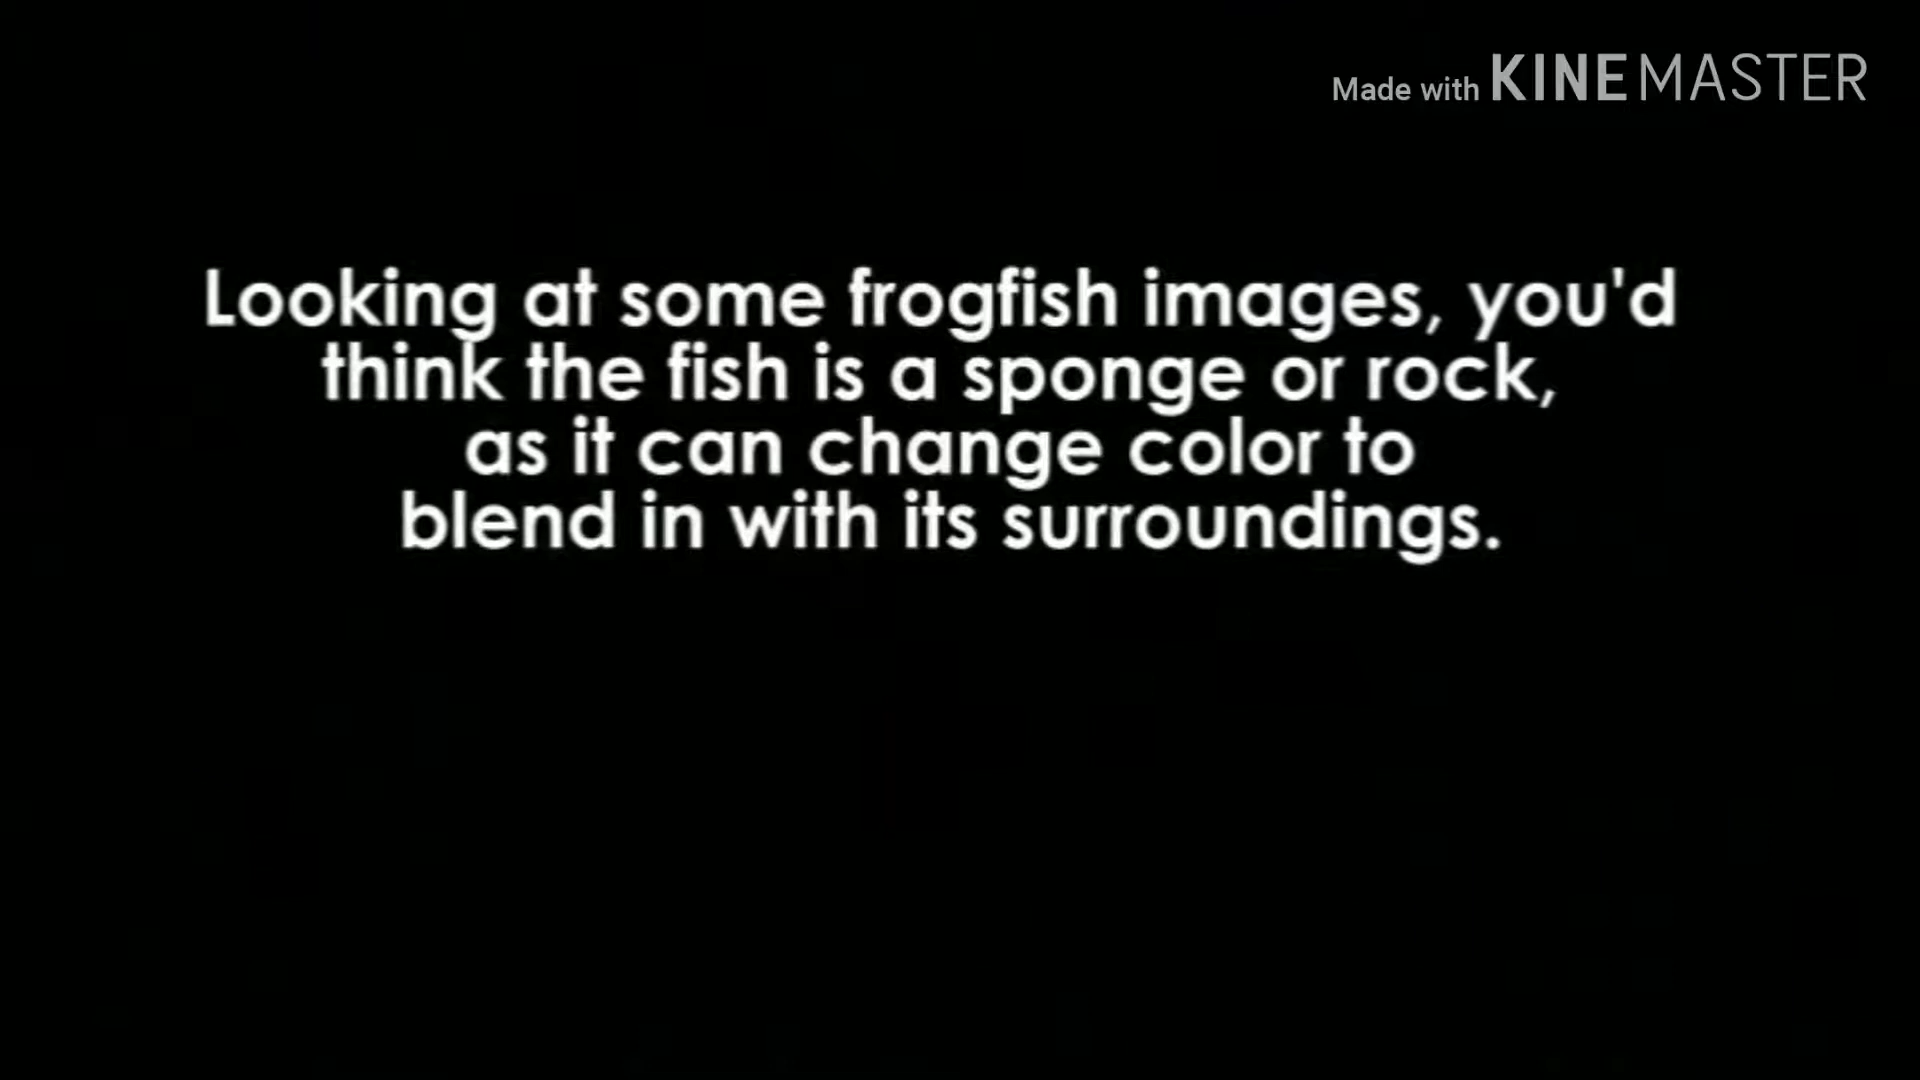 Made with KINEMASTER
Looking at some frogfish images, you'd
think the fish is a sponge or rock,
as it can change color to
blend in with its surroundings.